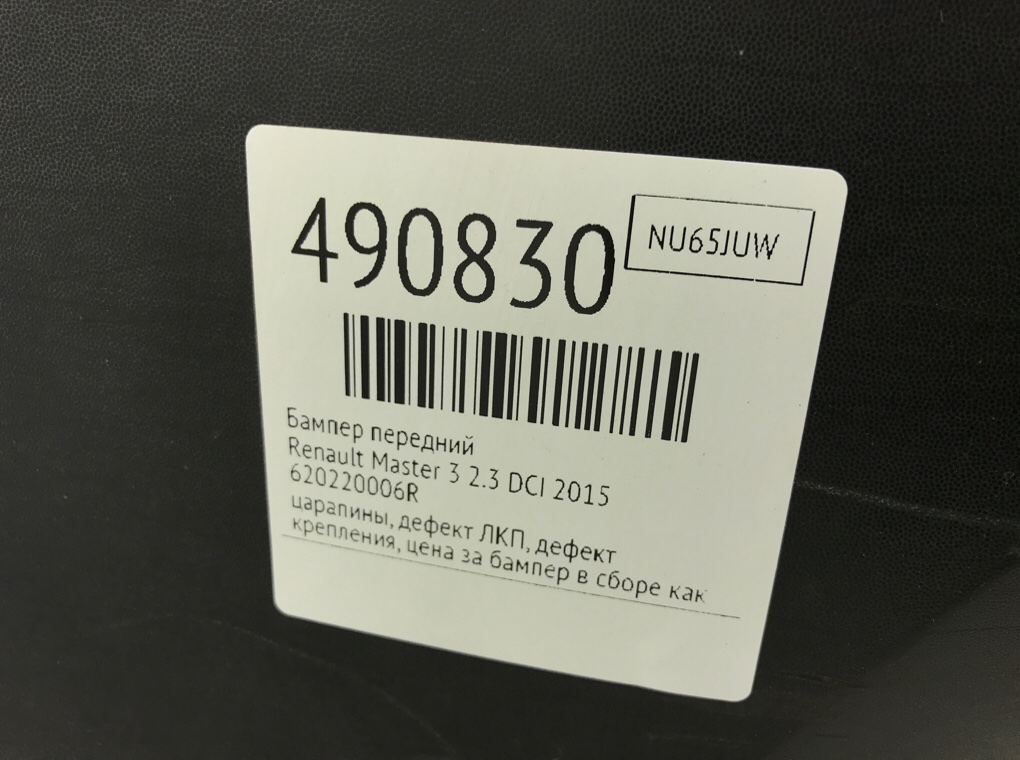 490830
NU65JUW
Бампер передний
Renault Master 3 2.3 DCI 2015
620220006R
царапины, дефект ЛКП, дефект
крепления, цена за бампер в сборе как